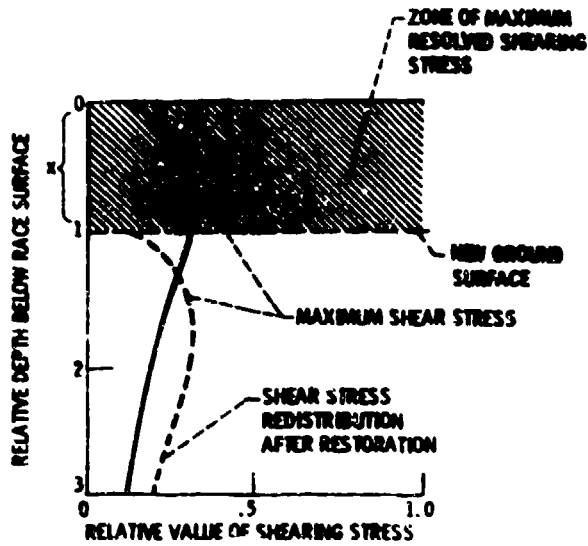 ZONE OF MAXIMUM
RESOLVED SHEARING
STRESS
0
x
1
NEW GROUND
SURFACE
MAXIMUM SHEAR STRESS
2
SHEAR STRESS
REDISTRIBUTION
AFTER RESTORATION
3
0
.5
1.0
RELATIVE DEPTH BELOW RACE SURFACE
RELATIVE VALUE OF SHEARING STRESS